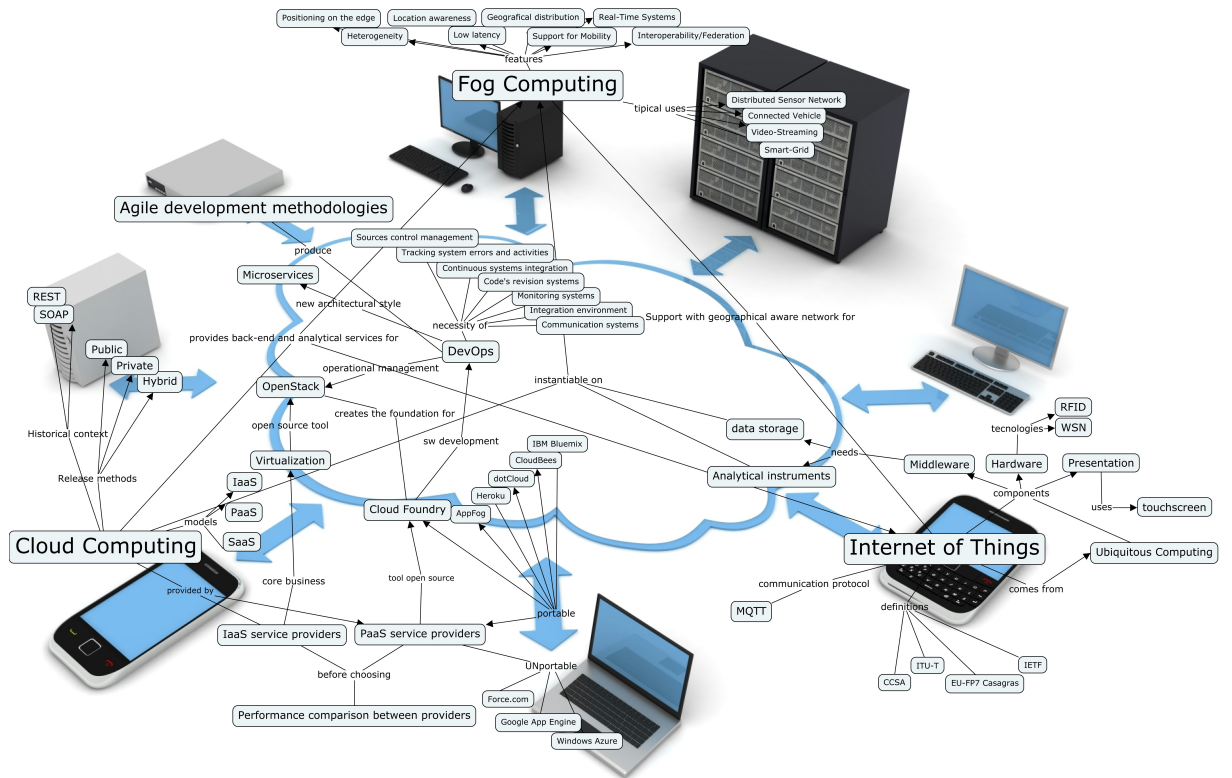 Positioning on the edge
Location awareness
Geografical distribution
Real-Time Systems
Heterogeneity
Low latency
Support for Mobility
Interoperability/Federation
features
Fog Computing
tipical uses
Distributed Sensor Network
Connected Vehicle
Video-Streaming
Smart-Grid
Agile development methodologies
produce
Sources control management
Tracking system errors and activities
Continuous systems integration
Code's revision systems
Monitoring systems
Integration environment
Communication systems
Microservices
new architectural style
necessity of
Support with geographical aware network for
provides back-end and analytical services for
DevOps
REST
SOAP
Public
Private
Hybrid
operational management
OpenStack
instantiable on
creates the foundation for
open source tool
sw development
Historical context
Release methods
data storage
RFID
WSN
tecnologies
needs
IBM Bluemix
CloudBees
dotCloud
Heroku
AppFog
Virtualization
Cloud Foundry
Analytical instruments
Middleware
Hardware
Presentation
components
uses
touchscreen
IaaS
PaaS
SaaS
models
Cloud Computing
Internet of Things
Ubiquitous Computing
comes from
communication protocol
MQTT
definitions
CCSA
ITU-T
EU-FP7 Casagras
IETF
provided by
core business
tool open source
portable
IaaS service providers
PaaS service providers
before choosing
UNportable
Performance comparison between providers
Force.com
Google App Engine
Windows Azure